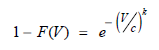 1 − F(V) = e^{−(V/c)^k}